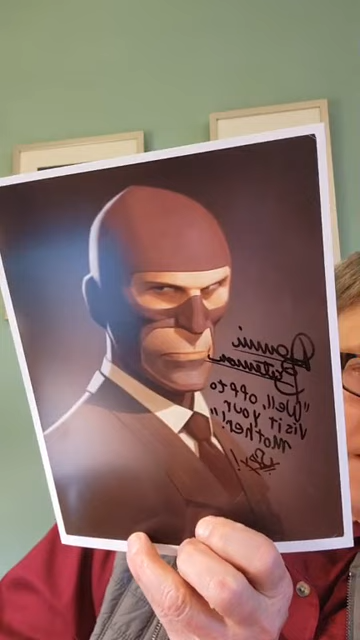 Dennis
Bateman
"Well, off to
visit your
Mother!"